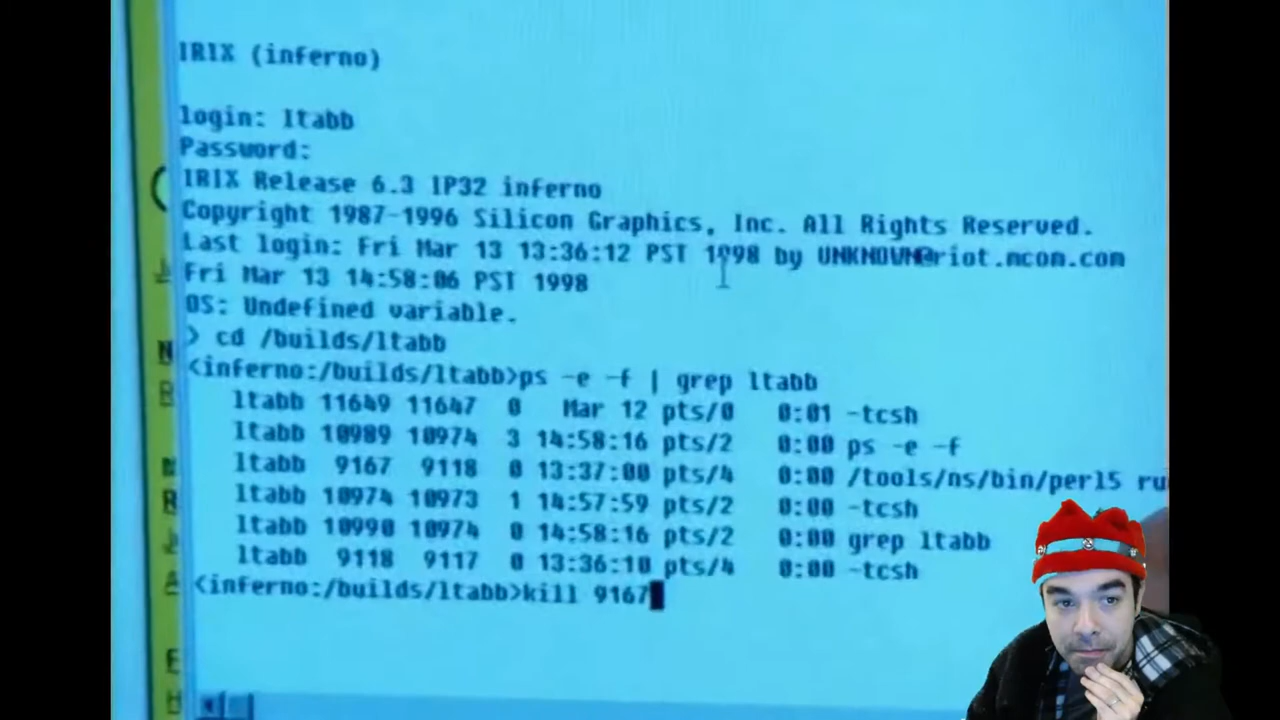 IRIX (inferno)
login: ltabb
Password:
IRIX Release 6.3 IP32 inferno
Copyright 1987-1996 Silicon Graphics, Inc. All Rights Reserved.
Last login: Fri Mar 13 13:36:12 PST 1998 by UNKNOWN@riot.mcom.com
Fri Mar 13 14:58:06 PST 1998
OS: Undefined variable.
> cd /builds/ltabb
<inferno:/builds/ltabb>ps -e -f | grep ltabb
ltabb 11649 11647 0 Mar 12 pts/0 0:01 -tcsh
ltabb 10989 10974 3 14:58:16 pts/2 0:00 ps -e -f
ltabb 9167 9118 0 13:37:00 pts/4 0:00 /tools/ns/bin/perl5 ru
ltabb 10974 10973 1 14:57:59 pts/2 0:00 -tcsh
ltabb 10990 10974 0 14:58:16 pts/2 0:00 grep ltabb
ltabb 9118 9117 0 13:36:10 pts/4 0:00 -tcsh
<inferno:/builds/ltabb>kill 9167